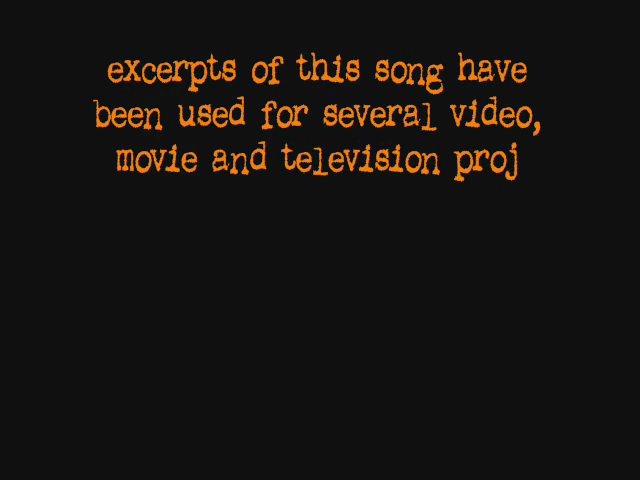 excerpts of this song have
been used for several video,
movie and television proj